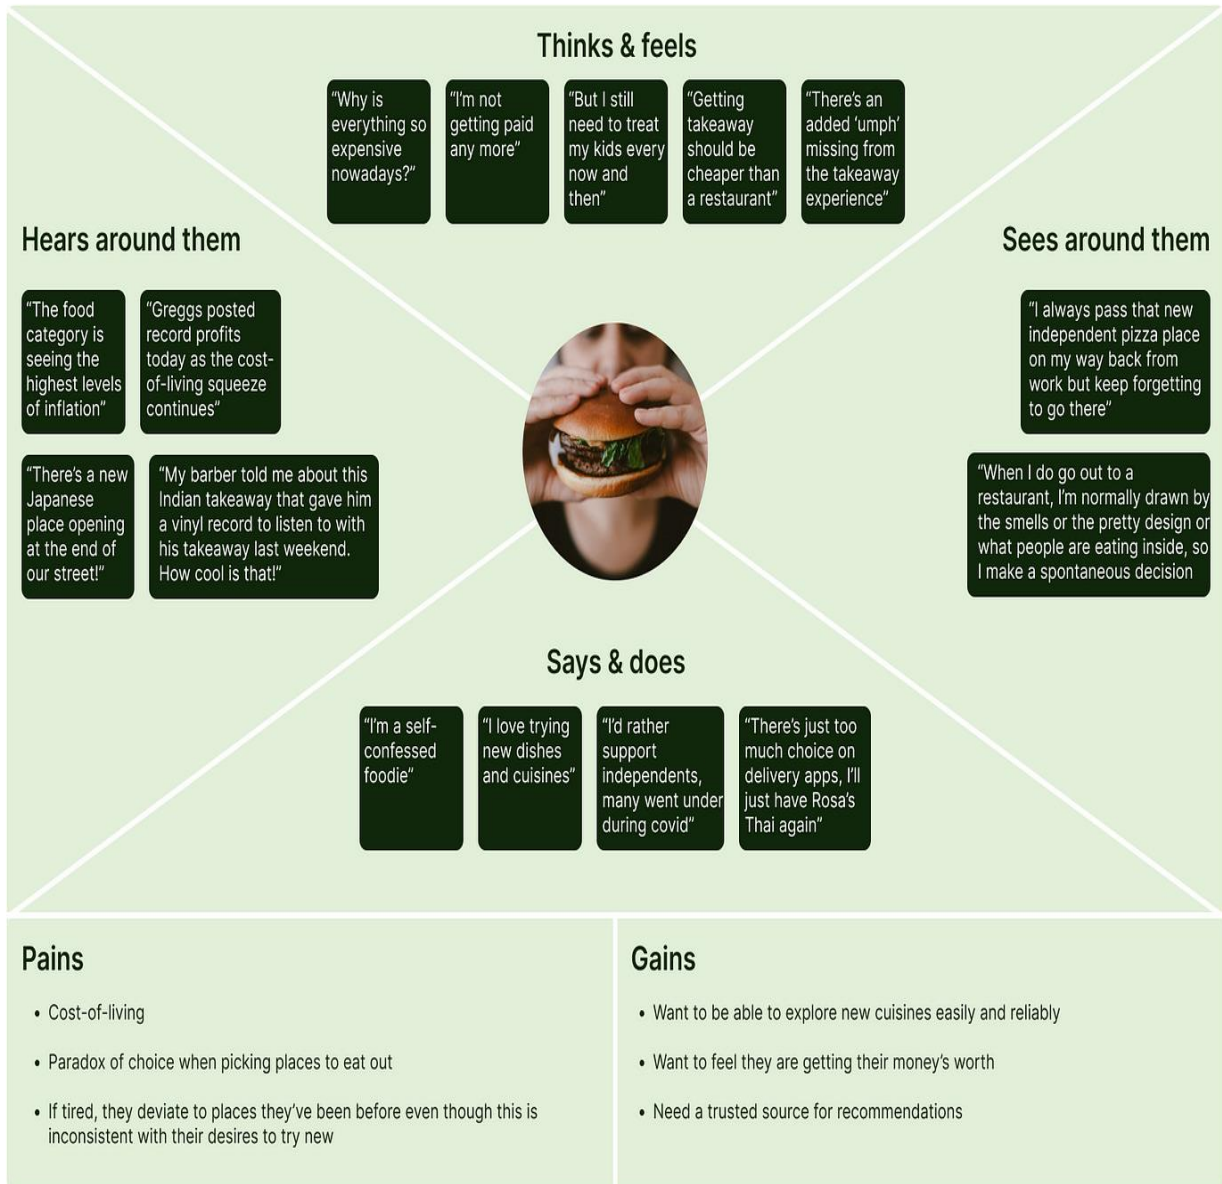 Thinks & feels
“Why is
everything so
expensive
nowadays?”
“I’m not
getting paid
any more”
“But I still
need to treat
my kids every
now and
then”
“Getting
takeaway
should be
cheaper than
a restaurant”
“There’s an
added ‘umph’
missing from
the takeaway
experience”
Hears around them
“The food
category is
seeing the
highest levels
of inflation”
“Greggs posted
record profits
today as the cost-
of-living squeeze
continues”
“There’s a new
Japanese
place opening
at the end of
our street!”
“My barber told me about this
Indian takeaway that gave him
a vinyl record to listen to with
his takeaway last weekend.
How cool is that!”
Sees around them
“I always pass that new
independent pizza place
on my way back from
work but keep forgetting
to go there”
“When I do go out to a
restaurant, I’m normally drawn by
the smells or the pretty design or
what people are eating inside, so
I make a spontaneous decision
Says & does
“I’m a self-
confessed
foodie”
“I love trying
new dishes
and cuisines”
“I’d rather
support
independents,
many went under
during covid”
“There’s just too
much choice on
delivery apps, I’ll
just have Rosa’s
Thai again”
Pains
• Cost-of-living
• Paradox of choice when picking places to eat out
• If tired, they deviate to places they’ve been before even though this is
inconsistent with their desires to try new
Gains
• Want to be able to explore new cuisines easily and reliably
• Want to feel they are getting their money’s worth
• Need a trusted source for recommendations